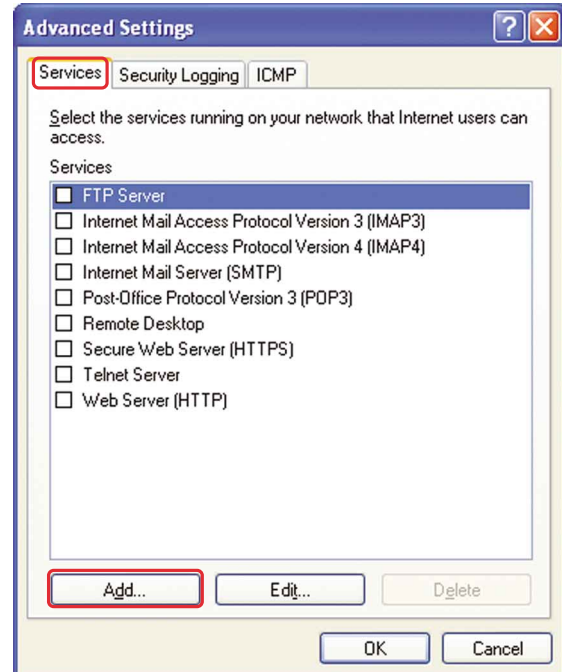 Advanced Settings
Services Security Logging ICMP
Select the services running on your network that Internet users can
access.
Services
FTP Server
Internet Mail Access Protocol Version 3 (IMAP3)
Internet Mail Access Protocol Version 4 (IMAP4)
Internet Mail Server (SMTP)
Post-Office Protocol Version 3 (POP3)
Remote Desktop
Secure Web Server (HTTPS)
Telnet Server
Web Server (HTTP)
Add... Edit... Delete
OK Cancel